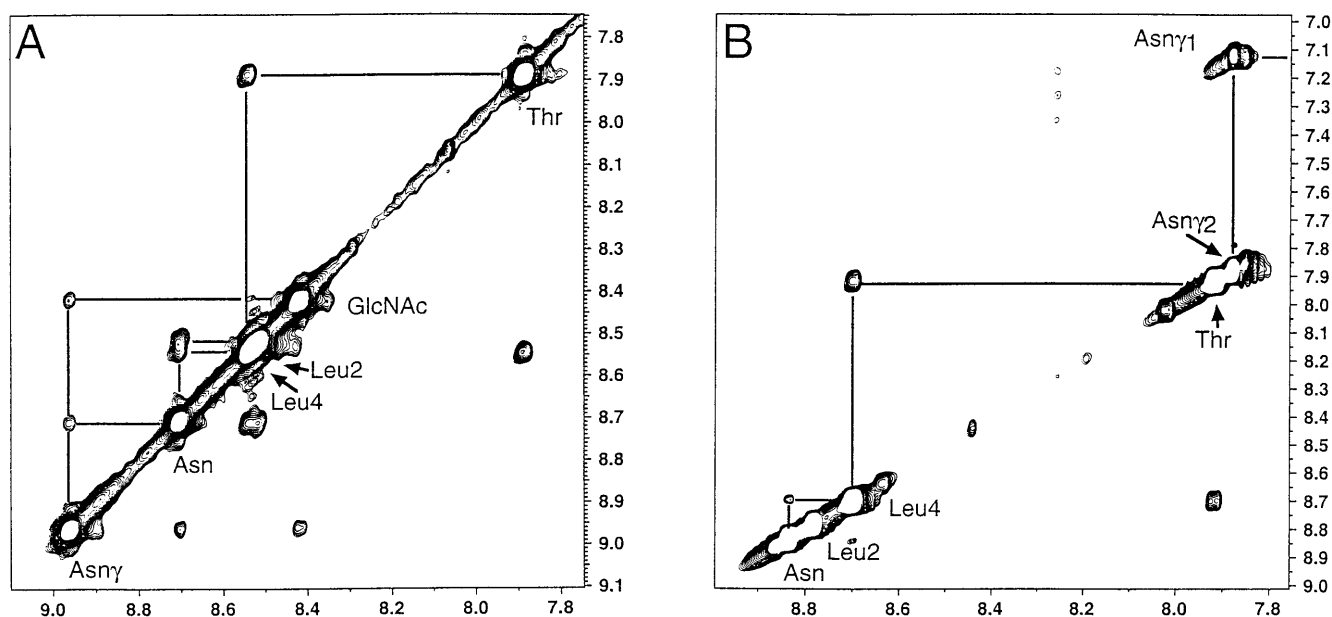 A
7.8
7.9
8.0
8.1
8.2
8.3
8.4
8.5
8.6
8.7
8.8
8.9
9.0
9.1
Thr
GlcNAc
Leu2
Leu4
Asn
Asnγ
9.0 8.8 8.6 8.4 8.2 8.0 7.8
B
7.0
7.1
7.2
7.3
7.4
7.5
7.6
7.7
7.8
7.9
8.0
8.1
8.2
8.3
8.4
8.5
8.6
8.7
8.8
8.9
9.0
Asnγ1
Asnγ2
Thr
Leu4
Leu2
Asn
8.8 8.6 8.4 8.2 8.0 7.8